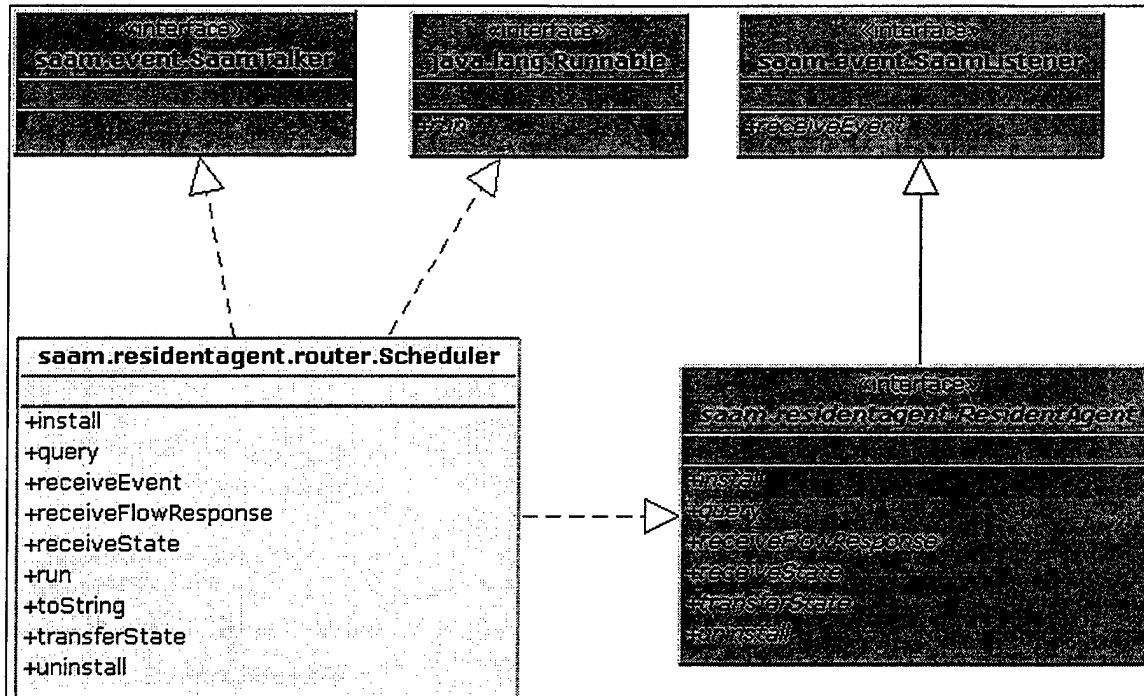 «interface»
saam.event.SaamTalker
«interface»
java.lang.Runnable
+run
«interface»
saam.event.SaamListener
+receiveEvent
saam.residentagent.router.Scheduler
+install
+query
+receiveEvent
+receiveFlowResponse
+receiveState
+run
+toString
+transferState
+uninstall
«interface»
saam.residentagent.ResidentAgent
+install
+query
+receiveFlowResponse
+receiveState
+transferState
+uninstall